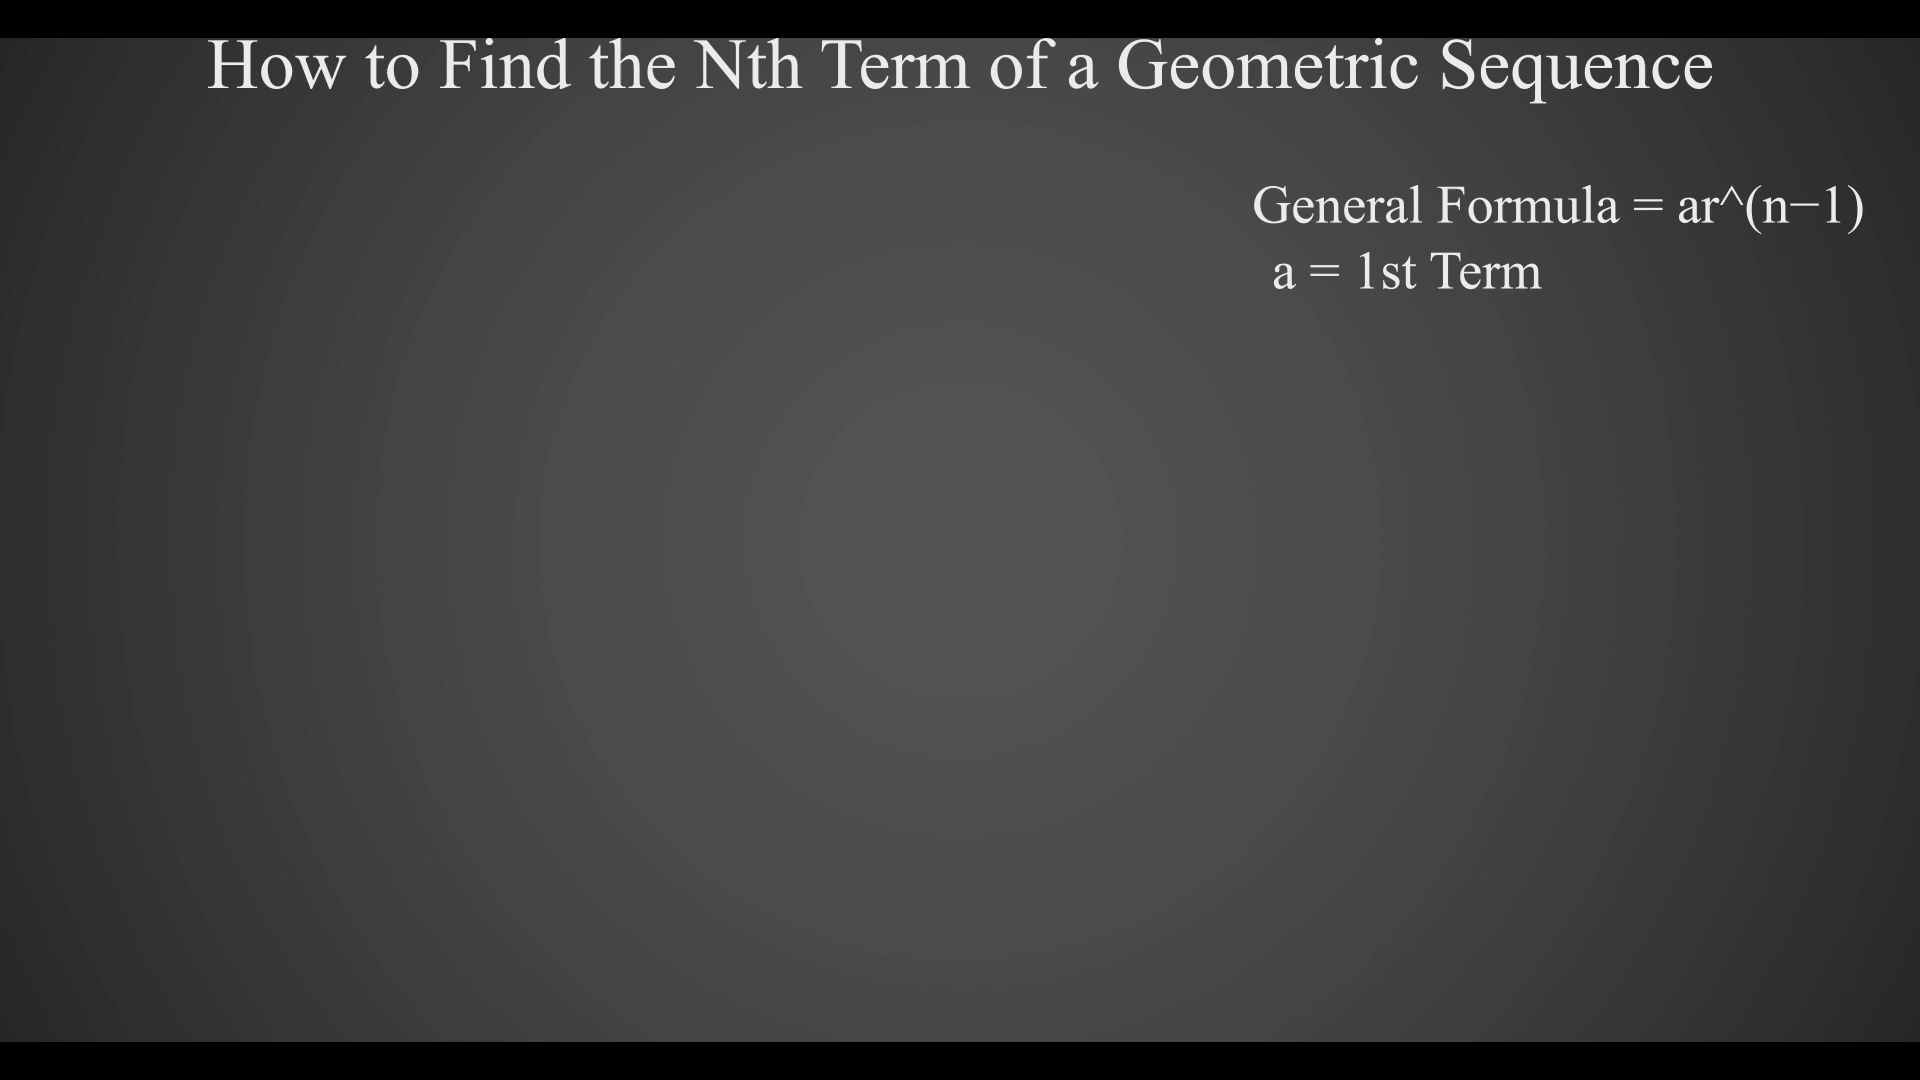 How to Find the Nth Term of a Geometric Sequence
General Formula = ar^(n−1)
a = 1st Term